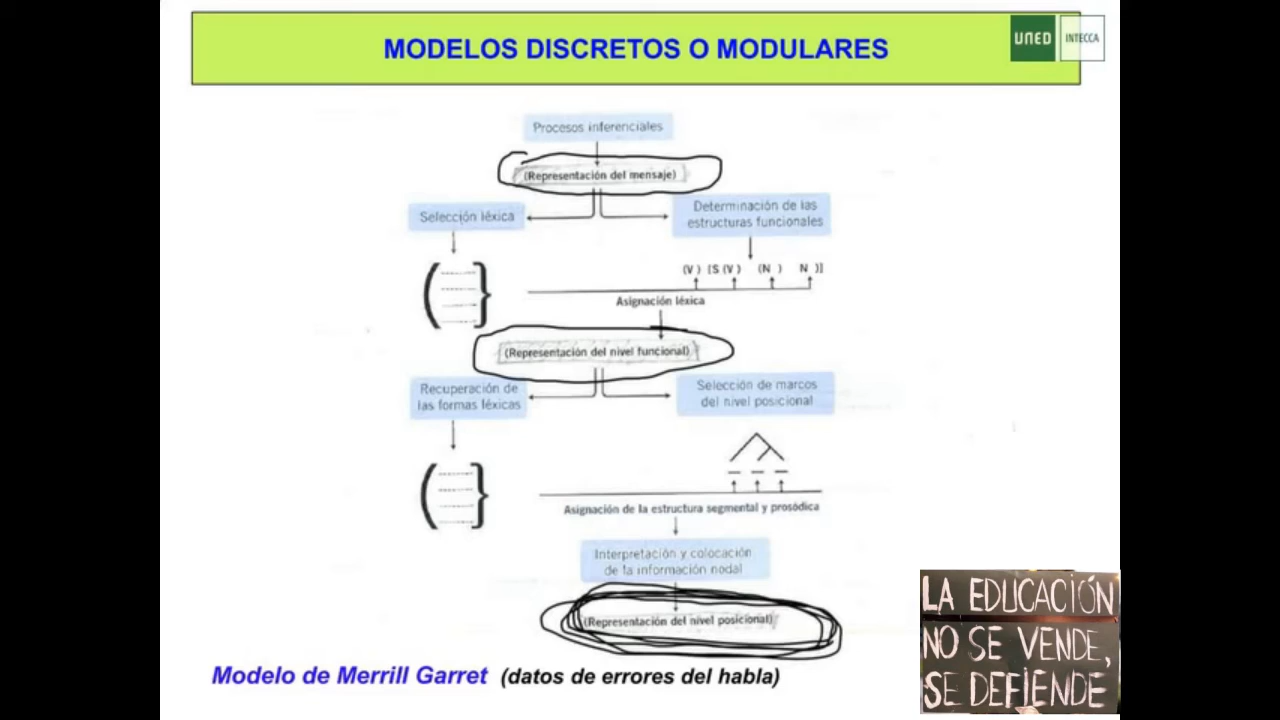 MODELOS DISCRETOS O MODULARES
UNED
INTECCA
Procesos inferenciales
(Representación del mensaje)
Selección léxica
Determinación de las
estructuras funcionales
(V) [S (V) (N ) N )]
Asignación léxica
(Representación del nivel funcional)
Recuperación de
las formas léxicas
Selección de marcos
del nivel posicional
Asignación de la estructura segmental y prosódica
Interpretación y colocación
de la información nodal
(Representación del nivel posicional)
Modelo de Merrill Garret (datos de errores del habla)
LA EDUCACIÓN
NO SE VENDE,
SE DEFIENDE